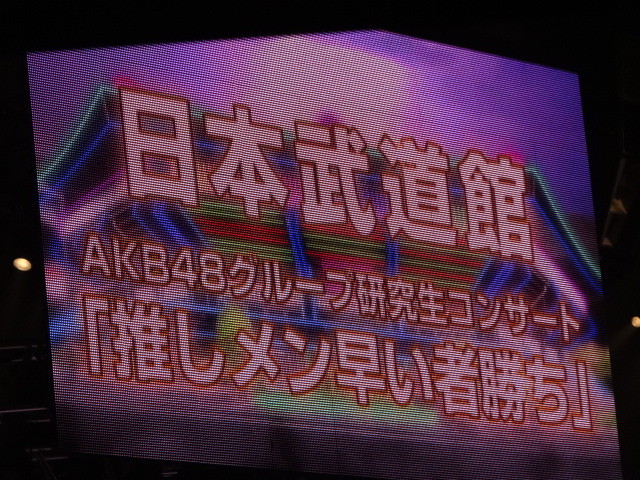 日本武道館
AKB48グループ研究生コンサート
「推しメン早い者勝ち」